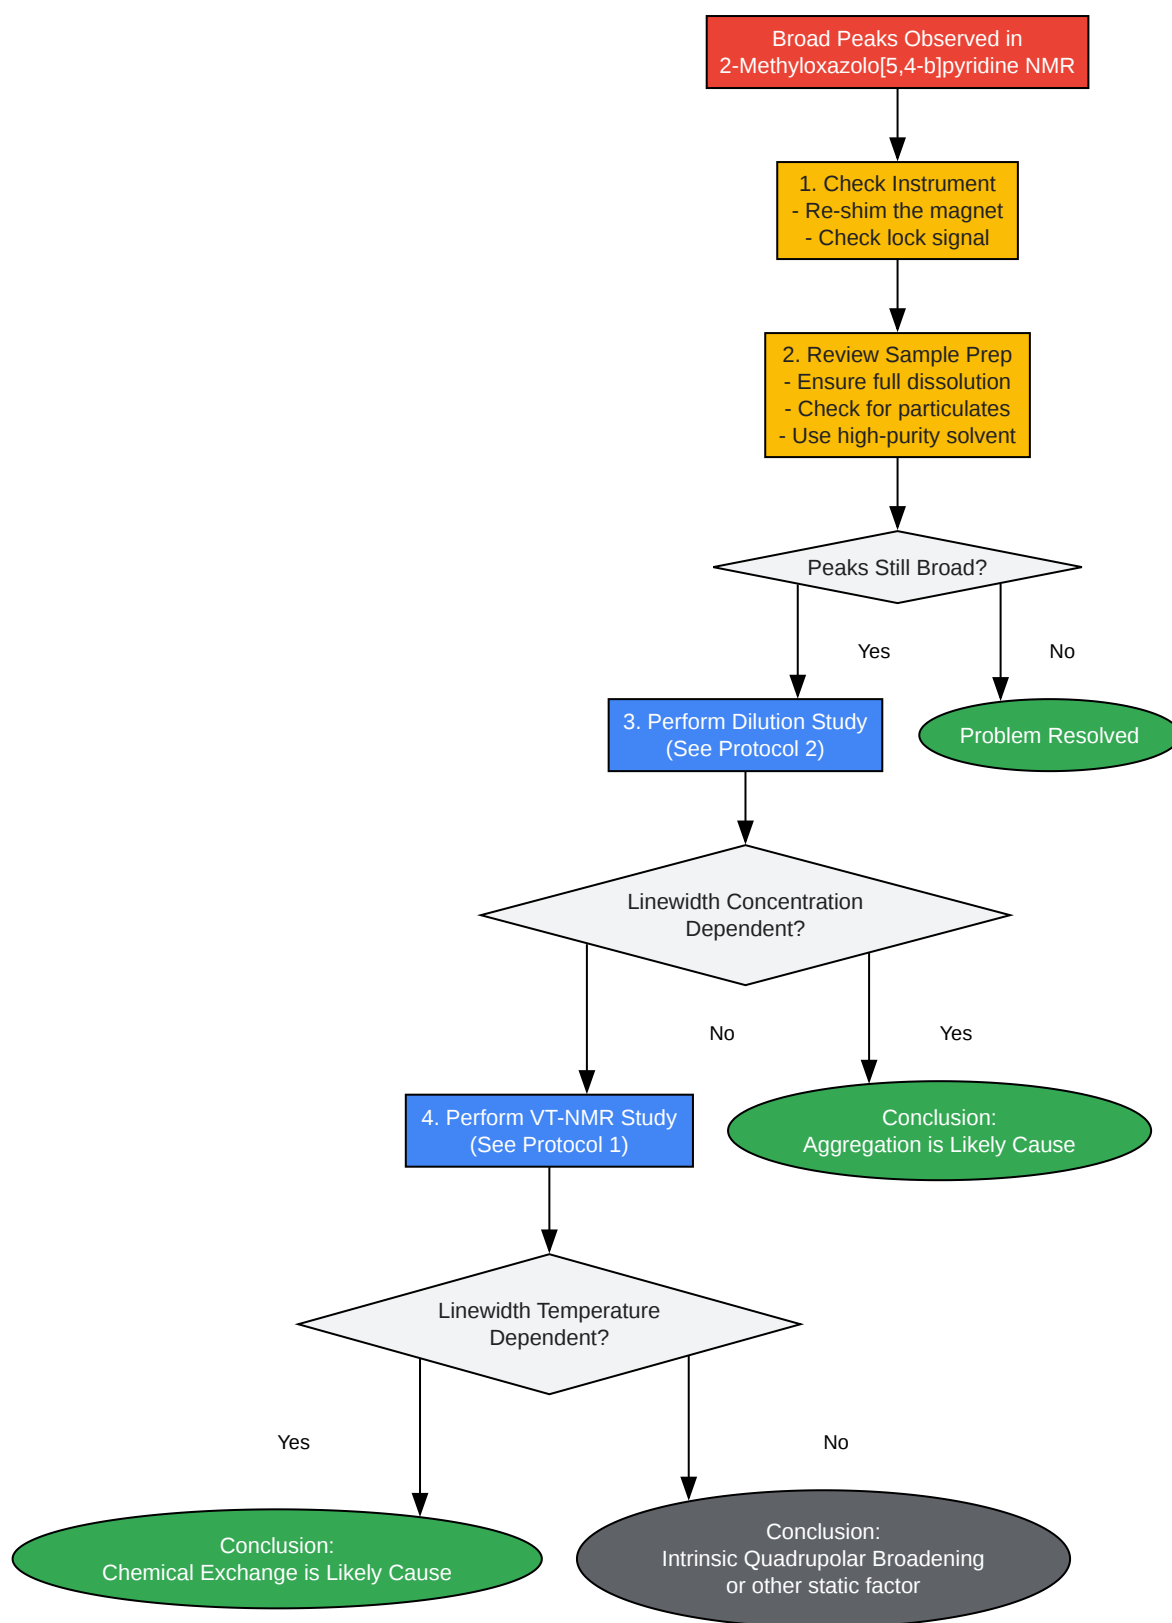 Broad Peaks Observed in
2-Methyloxazolo[5,4-b]pyridine NMR
1. Check Instrument
- Re-shim the magnet
- Check lock signal
2. Review Sample Prep
- Ensure full dissolution
- Check for particulates
- Use high-purity solvent
Peaks Still Broad?
Yes
No
3. Perform Dilution Study
(See Protocol 2)
Problem Resolved
Linewidth Concentration
Dependent?
No
Yes
4. Perform VT-NMR Study
(See Protocol 1)
Conclusion:
Aggregation is Likely Cause
Linewidth Temperature
Dependent?
Yes
No
Conclusion:
Chemical Exchange is Likely Cause
Conclusion:
Intrinsic Quadrupolar Broadening
or other static factor